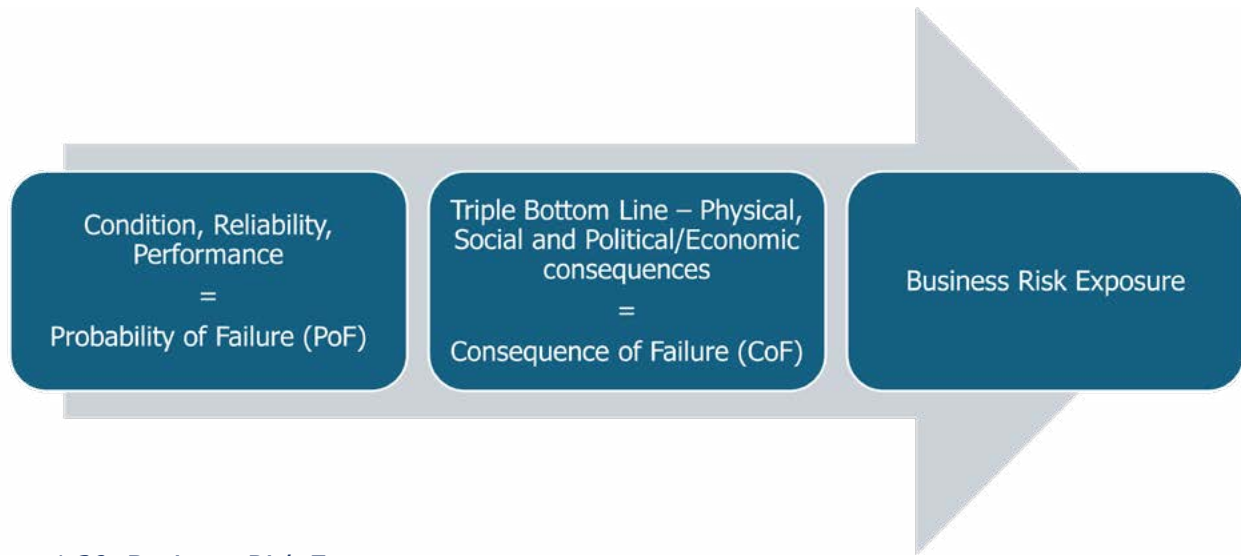 Condition, Reliability,
Performance
=
Probability of Failure (PoF)
Triple Bottom Line – Physical,
Social and Political/Economic
consequences
=
Consequence of Failure (CoF)
Business Risk Exposure